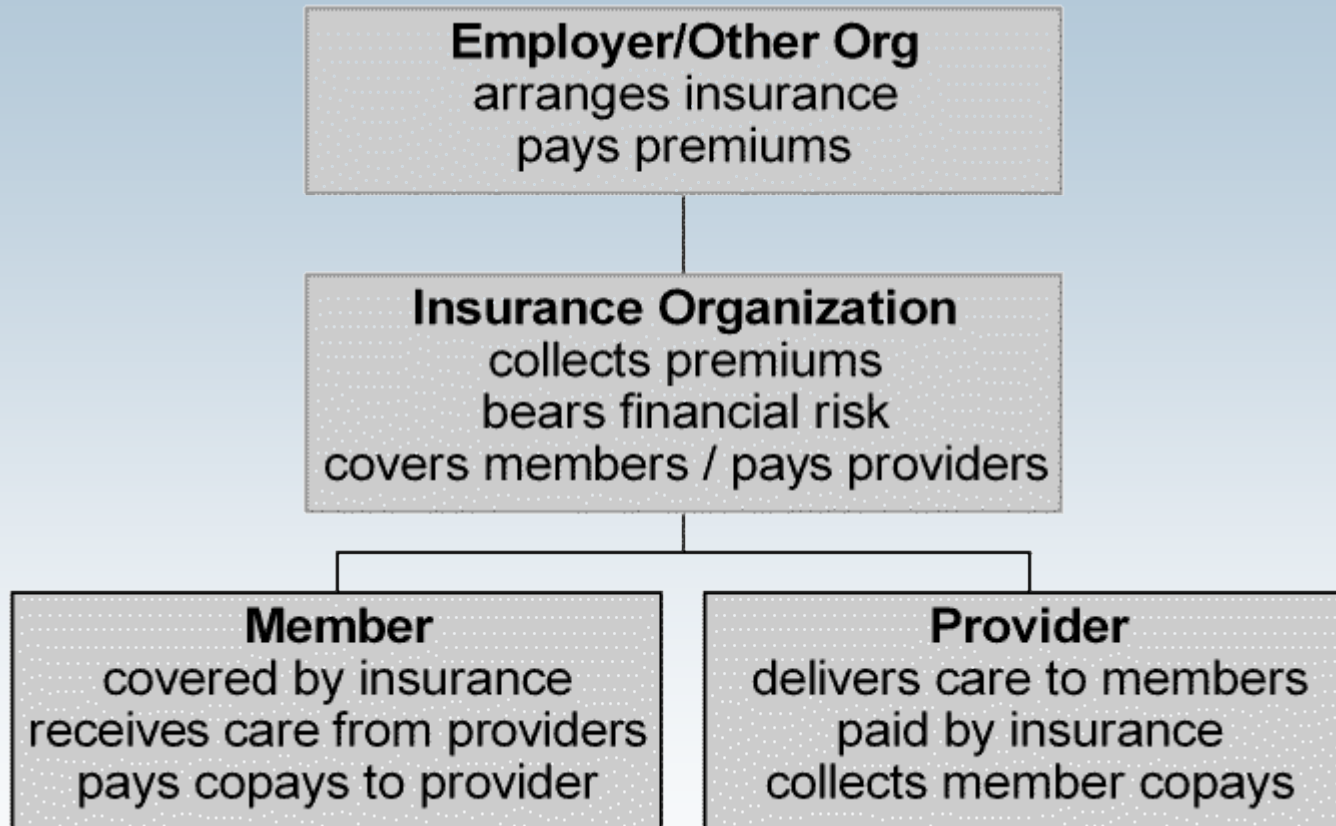 Employer/Other Org
arranges insurance
pays premiums
Insurance Organization
collects premiums
bears financial risk
covers members / pays providers
Member
covered by insurance
receives care from providers
pays copays to provider
Provider
delivers care to members
paid by insurance
collects member copays